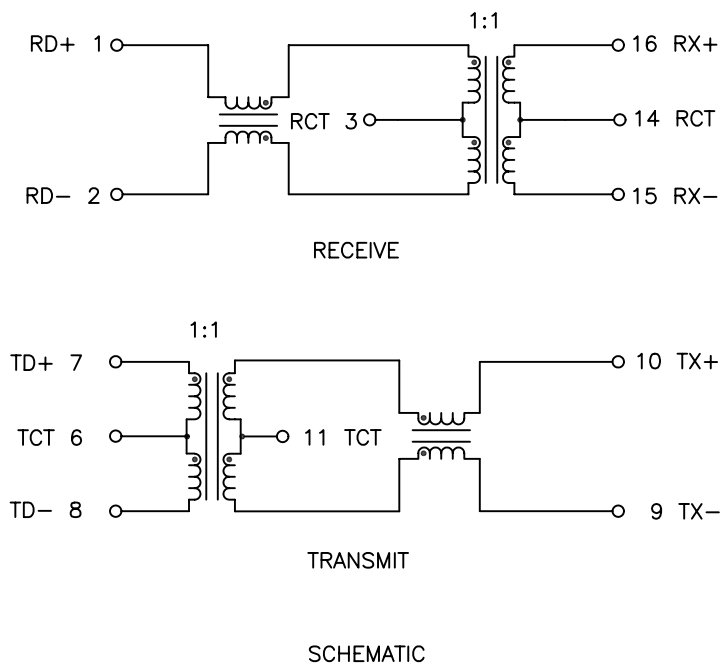 1:1
RD+ 1
16 RX+
RCT 3
14 RCT
RD- 2
15 RX-
RECEIVE
1:1
TD+ 7
10 TX+
TCT 6
11 TCT
TD- 8
9 TX-
TRANSMIT
SCHEMATIC